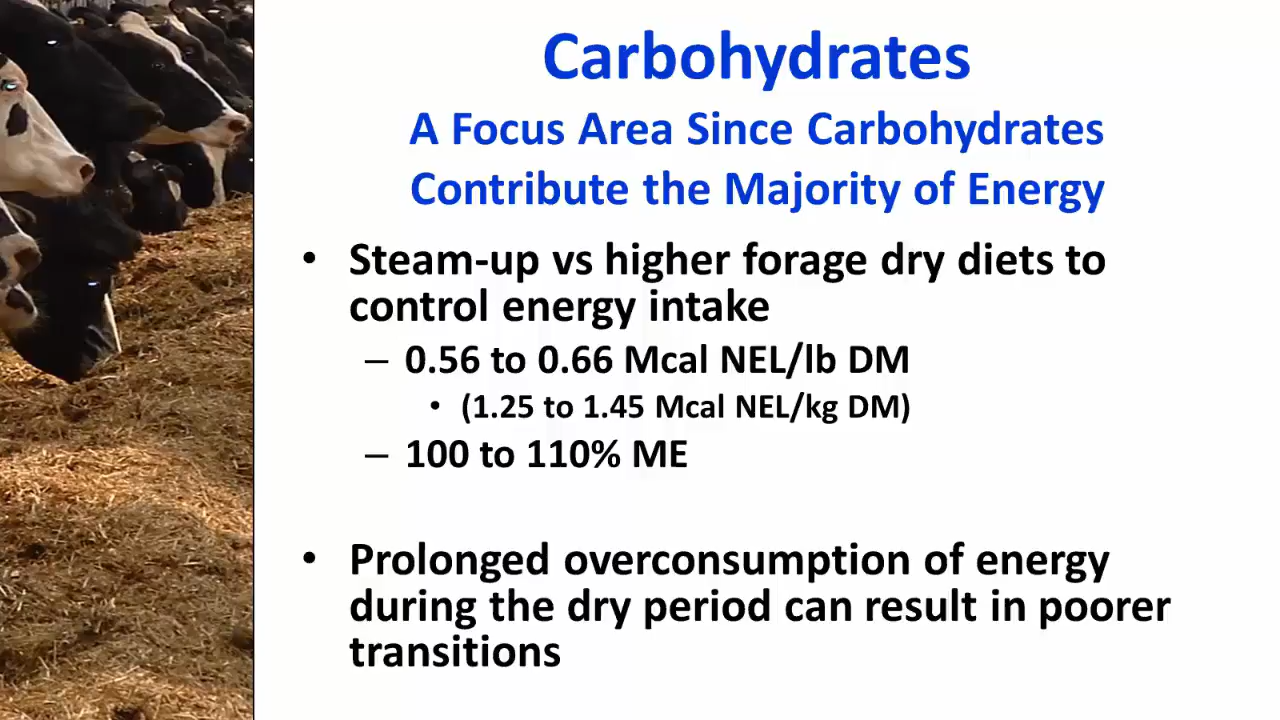 Carbohydrates
A Focus Area Since Carbohydrates
Contribute the Majority of Energy
• Steam-up vs higher forage dry diets to
control energy intake
– 0.56 to 0.66 Mcal NEL/lb DM
• (1.25 to 1.45 Mcal NEL/kg DM)
– 100 to 110% ME
• Prolonged overconsumption of energy
during the dry period can result in poorer
transitions